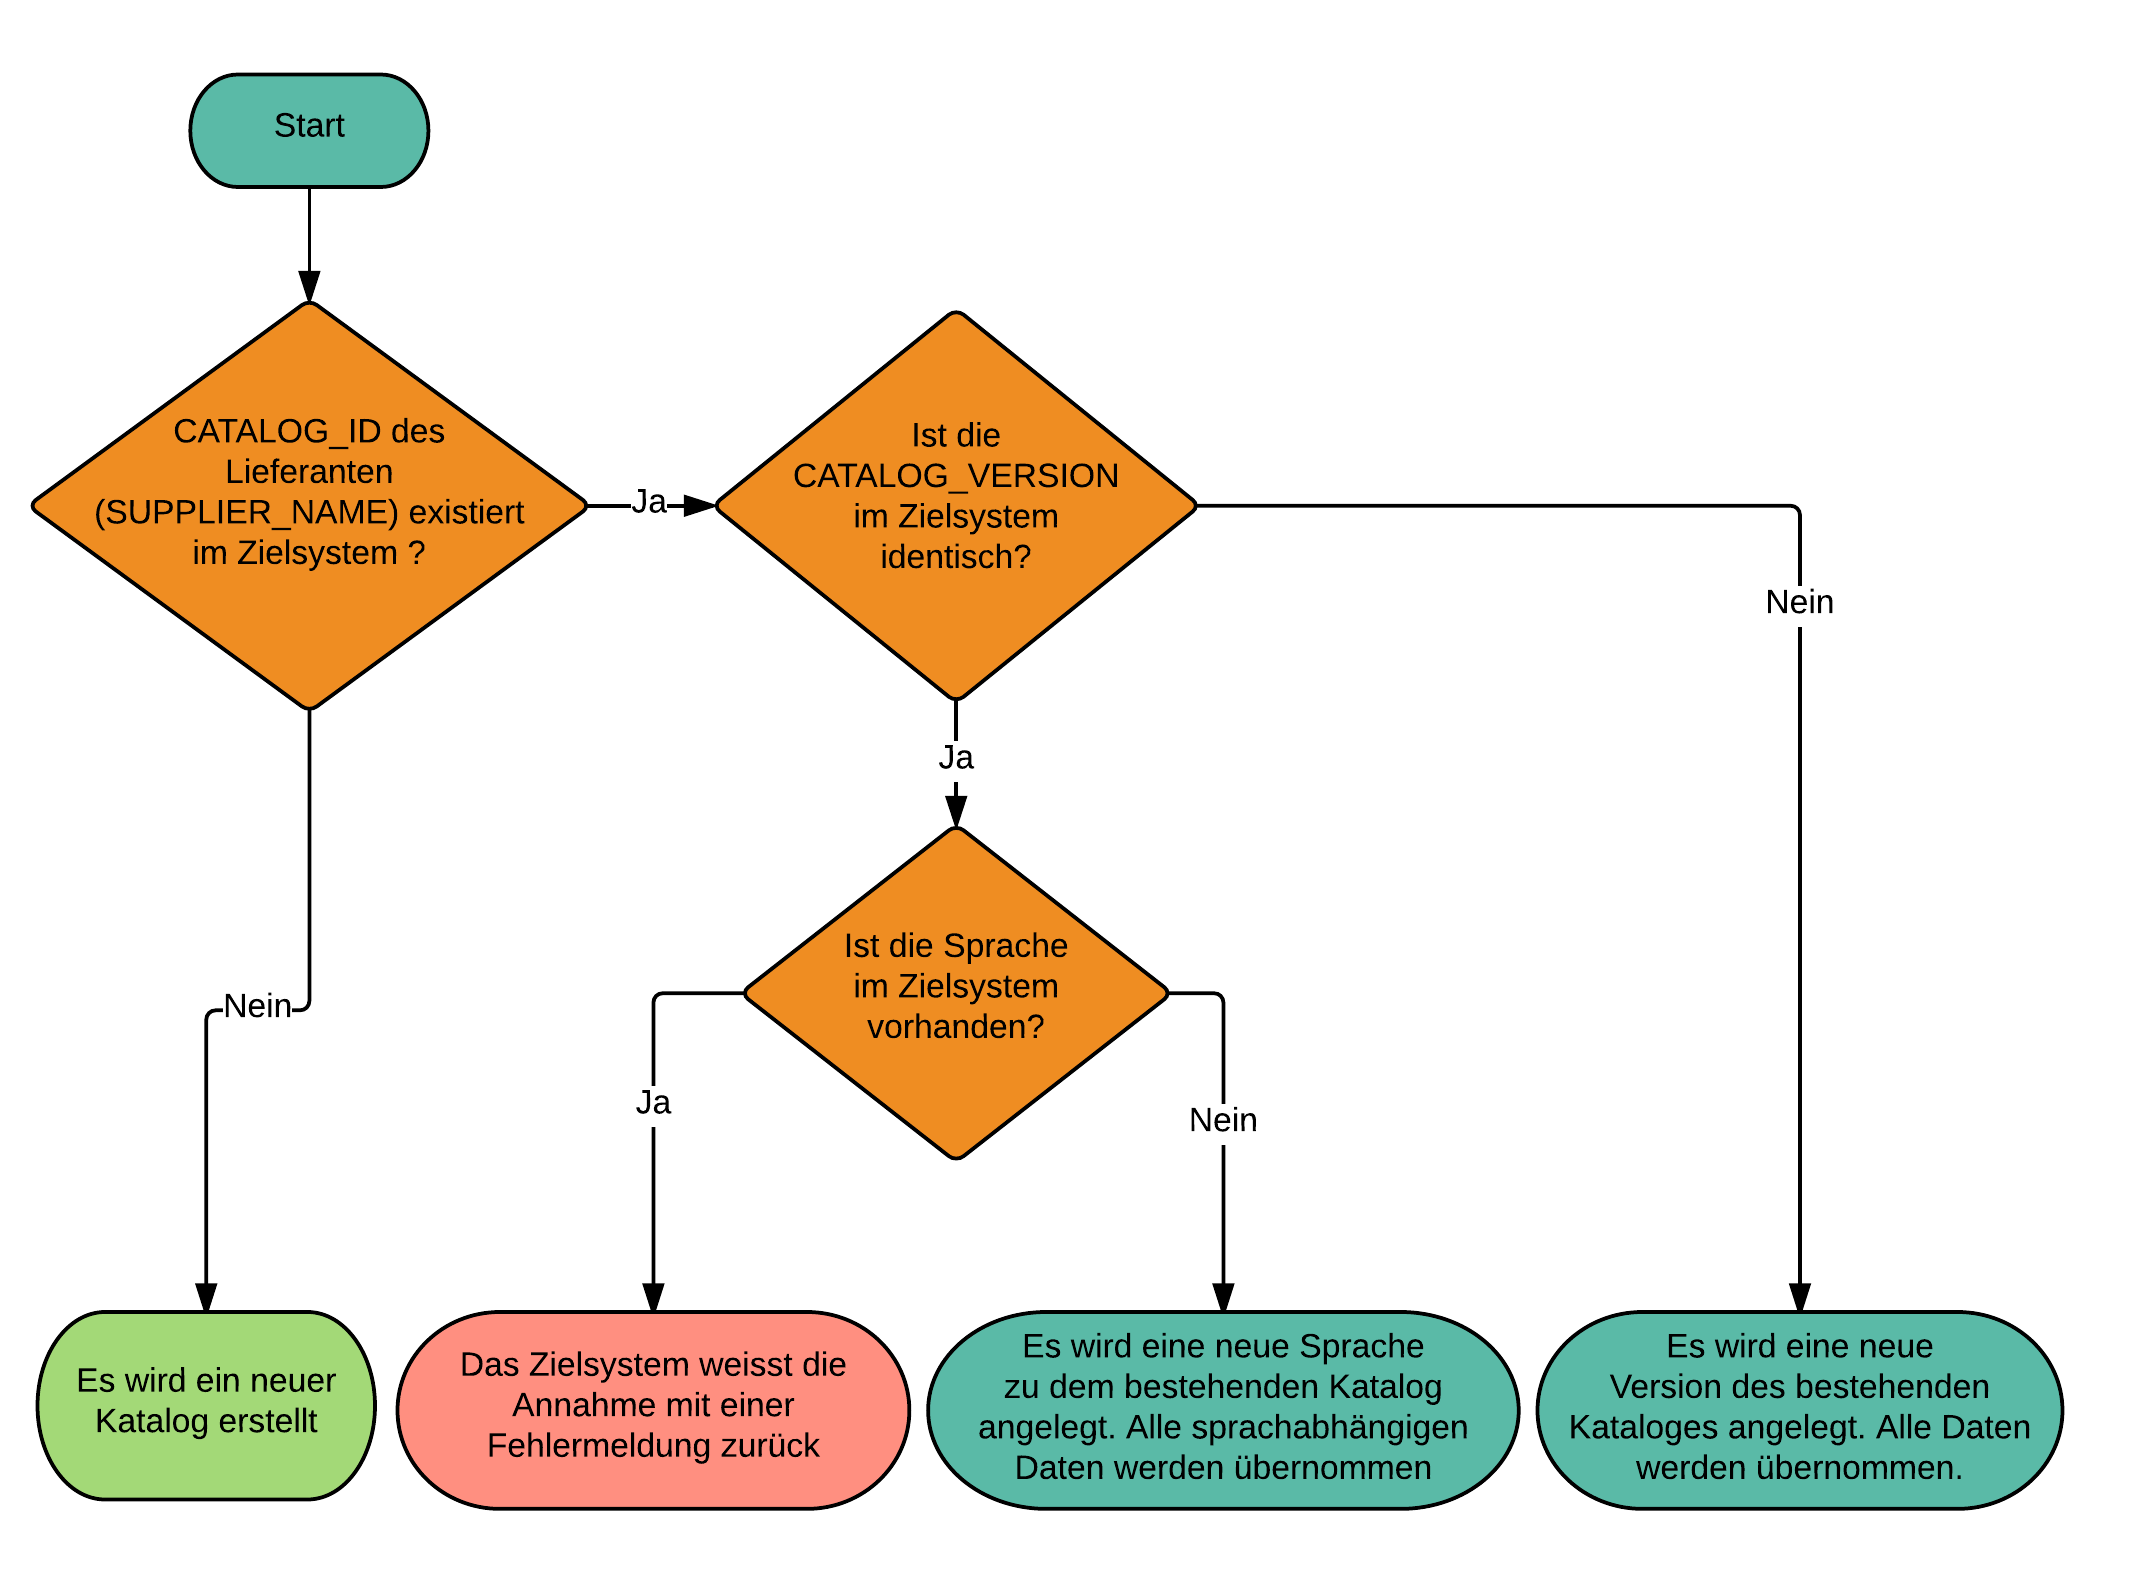 Start
CATALOG_ID des
Lieferanten
(SUPPLIER_NAME) existiert
im Zielsystem ?
Ja
Ist die
CATALOG_VERSION
im Zielsystem
identisch?
Nein
Ja
Ist die Sprache
im Zielsystem
vorhanden?
Nein
Ja
Nein
Es wird ein neuer
Katalog erstellt
Das Zielsystem weisst die
Annahme mit einer
Fehlermeldung zurück
Es wird eine neue Sprache
zu dem bestehenden Katalog
angelegt. Alle sprachabhängigen
Daten werden übernommen
Es wird eine neue
Version des bestehenden
Kataloges angelegt. Alle Daten
werden übernommen.